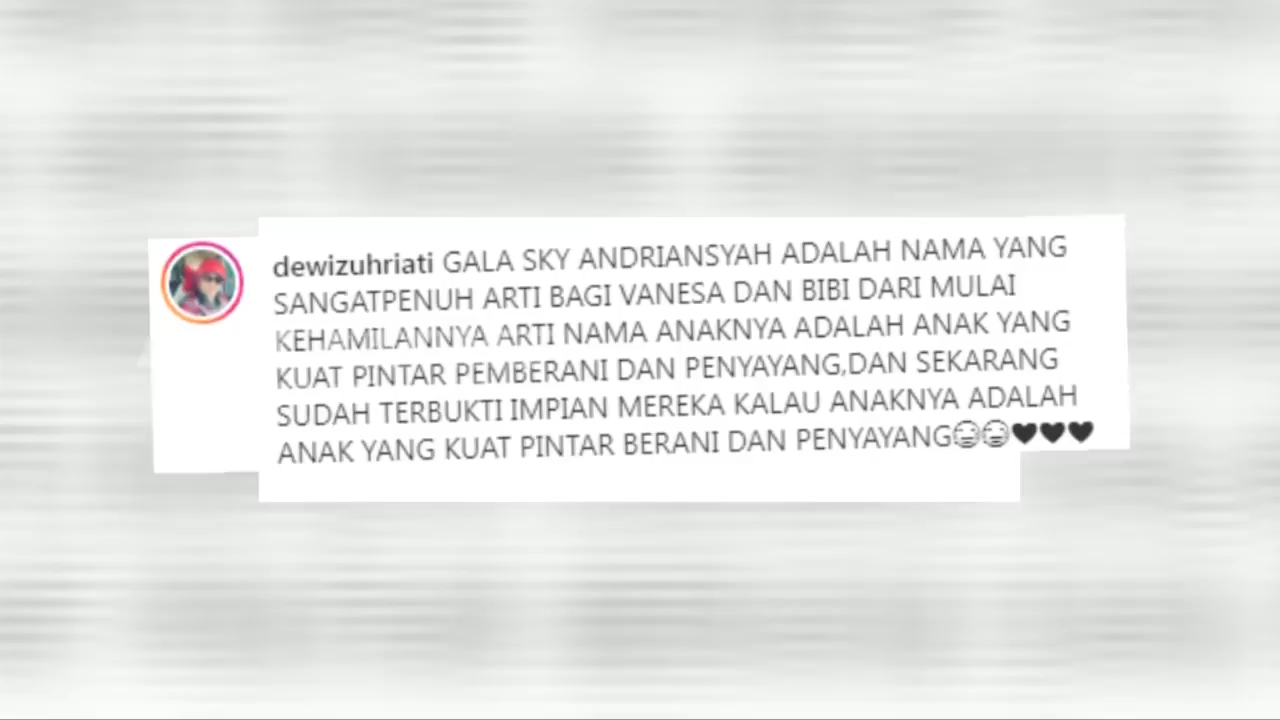 dewizuhriati GALA SKY ANDRIANSYAH ADALAH NAMA YANG
SANGATPENUH ARTI BAGI VANESA DAN BIBI DARI MULAI
KEHAMILANNYA ARTI NAMA ANAKNYA ADALAH ANAK YANG
KUAT PINTAR PEMBERANI DAN PENYAYANG,DAN SEKARANG
SUDAH TERBUKTI IMPIAN MEREKA KALAU ANAKNYA ADALAH
ANAK YANG KUAT PINTAR BERANI DAN PENYAYANG😂😂🖤🖤🖤